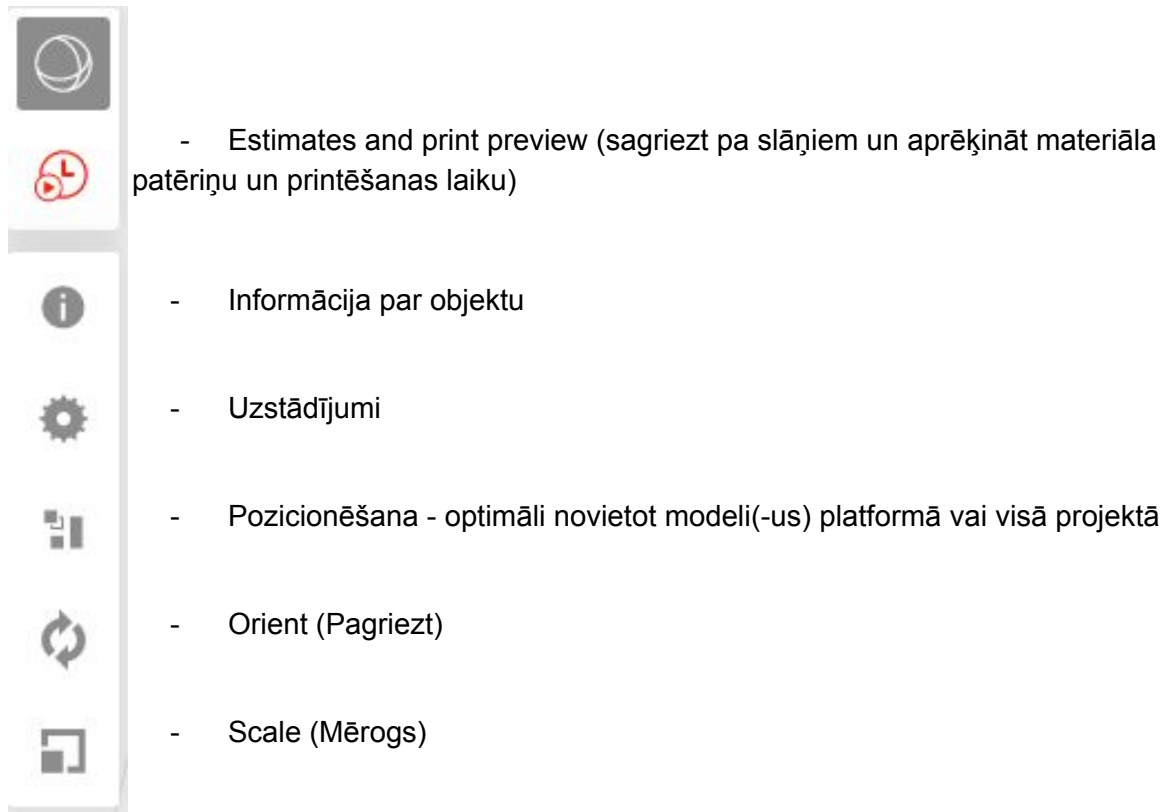 - Estimates and print preview (sagriezt pa slāņiem un aprēķināt materiāla
patēriņu un printēšanas laiku)
- Informācija par objektu
- Uzstādījumi
- Pozicionēšana - optimāli novietot modeli(-us) platformā vai visā projektā
- Orient (Pagriezt)
- Scale (Mērogs)